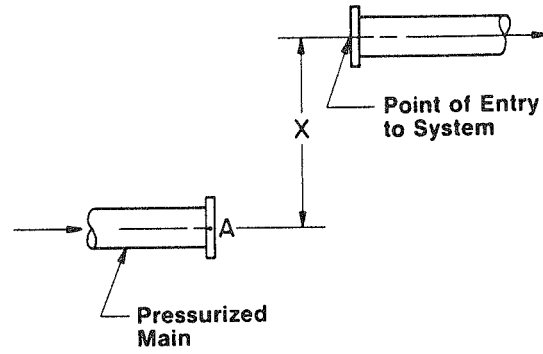 Point of Entry
to System
X
A
Pressurized
Main